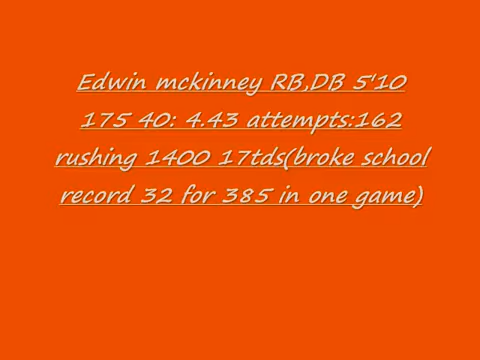 Edwin mckinney RB,DB 5'10
175 40: 4.43 attempts:162
rushing 1400 17tds(broke school
record 32 for 385 in one game)